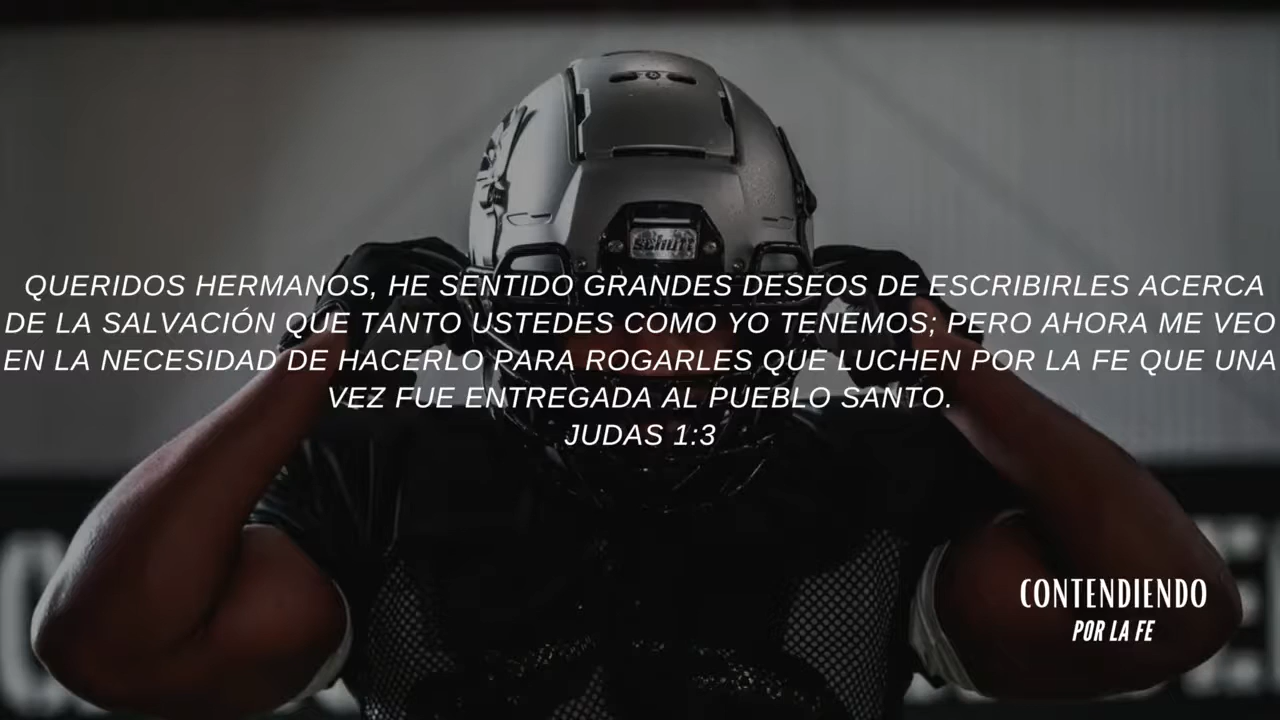 schutt
QUERIDOS HERMANOS, HE SENTIDO GRANDES DESEOS DE ESCRIBIRLES ACERCA
DE LA SALVACIÓN QUE TANTO USTEDES COMO YO TENEMOS; PERO AHORA ME VEO
EN LA NECESIDAD DE HACERLO PARA ROGARLES QUE LUCHEN POR LA FE QUE UNA
VEZ FUE ENTREGADA AL PUEBLO SANTO.
JUDAS 1:3
CONTENDIENDO
POR LA FE